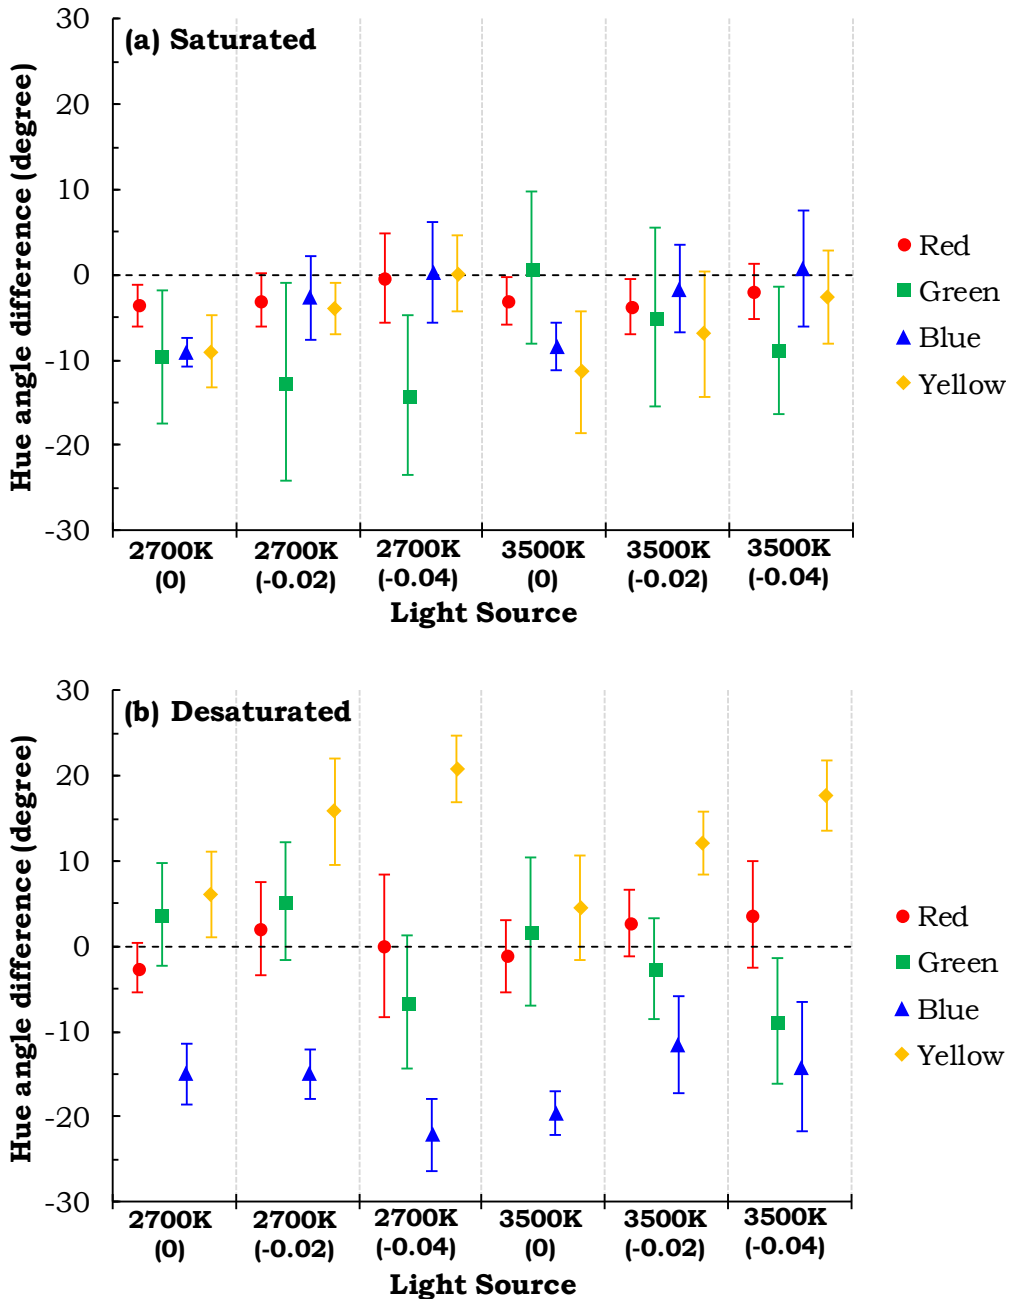 (a) Saturated
Hue angle difference (degree)
30
20
10
0
-10
-20
-30
2700K (0)
2700K (-0.02)
2700K (-0.04)
3500K (0)
3500K (-0.02)
3500K (-0.04)
Light Source
Red
Green
Blue
Yellow
(b) Desaturated
Hue angle difference (degree)
30
20
10
0
-10
-20
-30
2700K (0)
2700K (-0.02)
2700K (-0.04)
3500K (0)
3500K (-0.02)
3500K (-0.04)
Light Source
Red
Green
Blue
Yellow